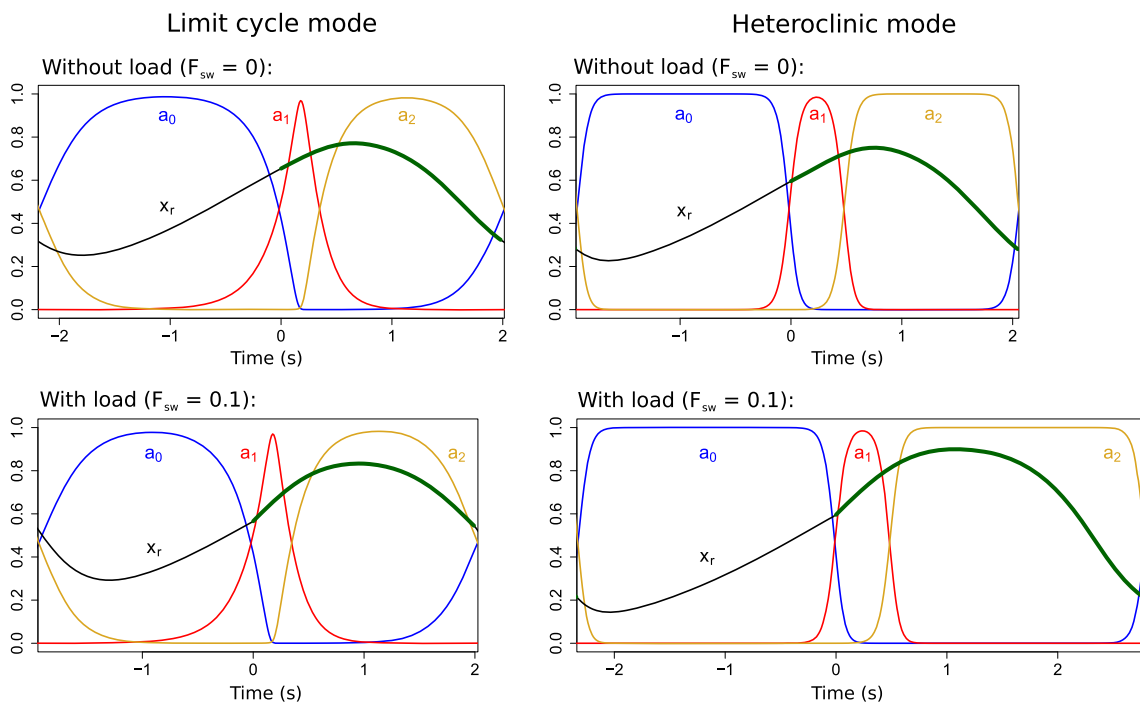 Limit cycle mode
Heteroclinic mode
Without load (Fsw = 0):
Without load (Fsw = 0):
1.0
0.8
0.6
0.4
0.2
0.0
a0
a1
a2
xr
−2
−1
0
1
2
Time (s)
1.0
0.8
0.6
0.4
0.2
0.0
a0
a1
a2
xr
−1
0
1
2
Time (s)
With load (Fsw = 0.1):
With load (Fsw = 0.1):
1.0
0.8
0.6
0.4
0.2
0.0
a0
a1
a2
xr
−1
0
1
2
Time (s)
1.0
0.8
0.6
0.4
0.2
0.0
a0
a1
a2
xr
−2
−1
0
1
2
Time (s)